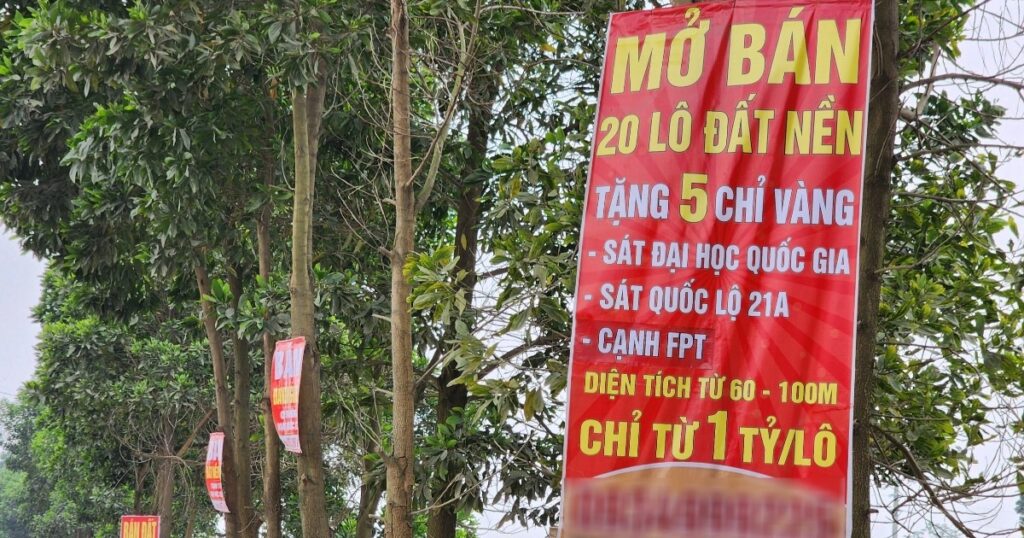 MỞ BÁN
20 LÔ ĐẤT NỀN
TẶNG 5 CHỈ VÀNG
- SÁT ĐẠI HỌC QUỐC GIA
- SÁT QUỐC LỘ 21A
- CẠNH FPT
DIỆN TÍCH TỪ 60 - 100M
CHỈ TỪ 1 TỶ/LÔ
BÁN ĐẤT